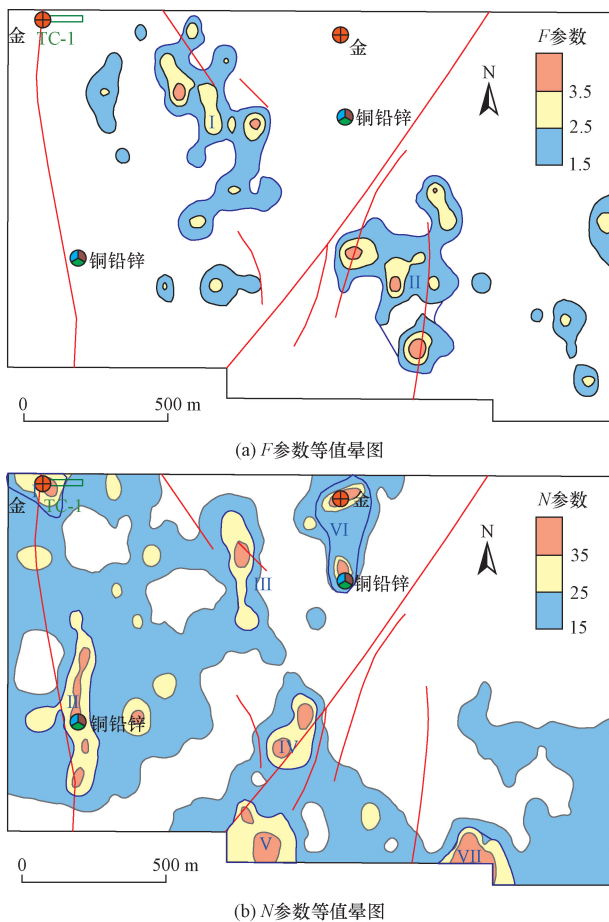 金
TC-1
金
F参数
N
3.5
铜铅锌
2.5
I
1.5
铜铅锌
II
0
500 m
(a) F参数等值晕图
金
TC-1
金
N参数
VI
N
35
铜铅锌
III
25
15
II
铜铅锌
IV
V
VII
0
500 m
(b) N参数等值晕图